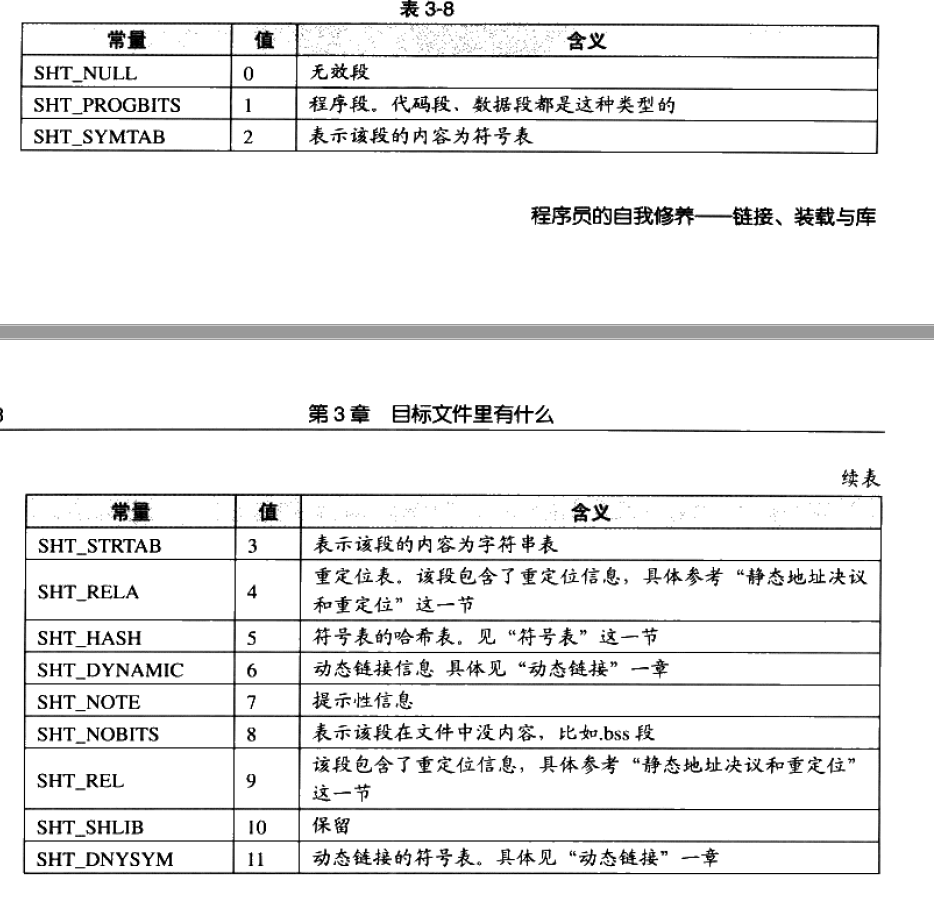 表 3-8
常量 值 含义
SHT_NULL 0 无效段
SHT_PROGBITS 1 程序段。代码段、数据段都是这种类型的
SHT_SYMTAB 2 表示该段的内容为符号表
程序员的自我修养——链接、装载与库
第 3 章 目标文件里有什么
续表
常量 值 含义
SHT_STRTAB 3 表示该段的内容为字符串表
SHT_RELA 4 重定位表。该段包含了重定位信息，具体参考“静态地址决议
和重定位”这一节
SHT_HASH 5 符号表的哈希表。见“符号表”这一节
SHT_DYNAMIC 6 动态链接信息 具体见“动态链接”一章
SHT_NOTE 7 提示性信息
SHT_NOBITS 8 表示该段在文件中没内容，比如.bss 段
SHT_REL 9 该段包含了重定位信息，具体参考“静态地址决议和重定位”
这一节
SHT_SHLIB 10 保留
SHT_DNYSYM 11 动态链接的符号表。具体见“动态链接”一章